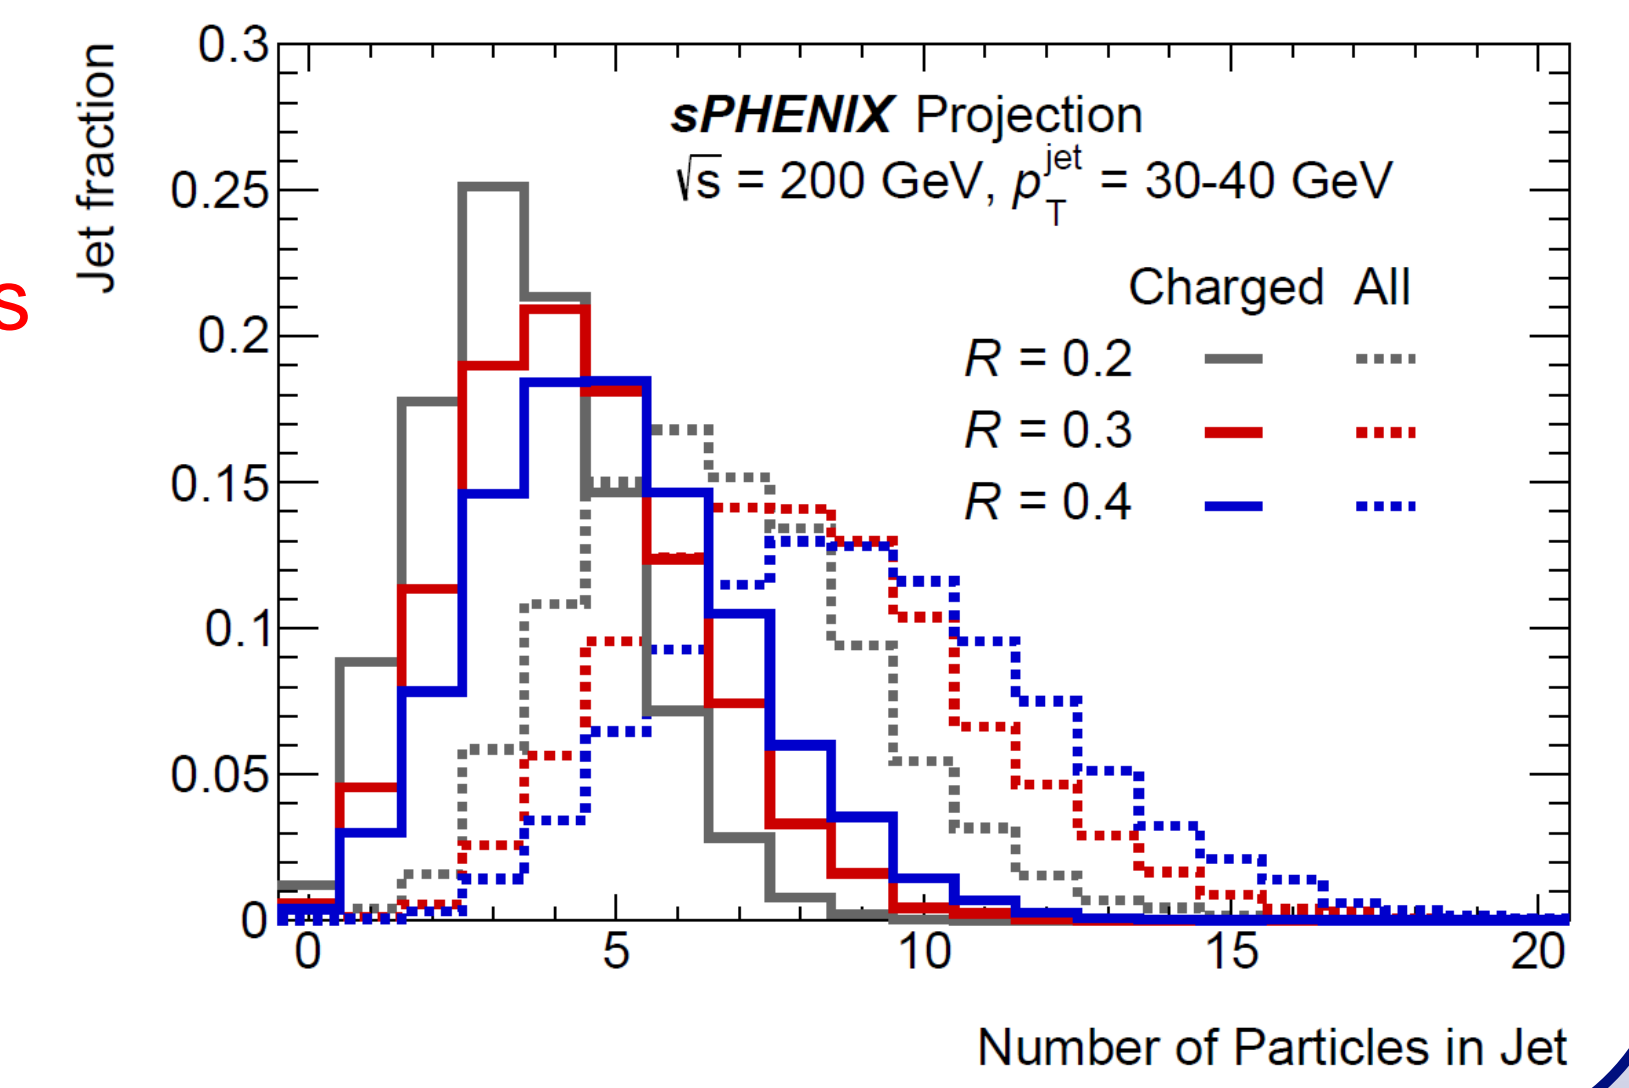 s
Jet fraction
0.3
0.25
0.2
0.15
0.1
0.05
0
sPHENIX Projection
√s = 200 GeV, p_T^jet = 30-40 GeV
Charged All
R = 0.2
R = 0.3
R = 0.4
0 5 10 15 20
Number of Particles in Jet